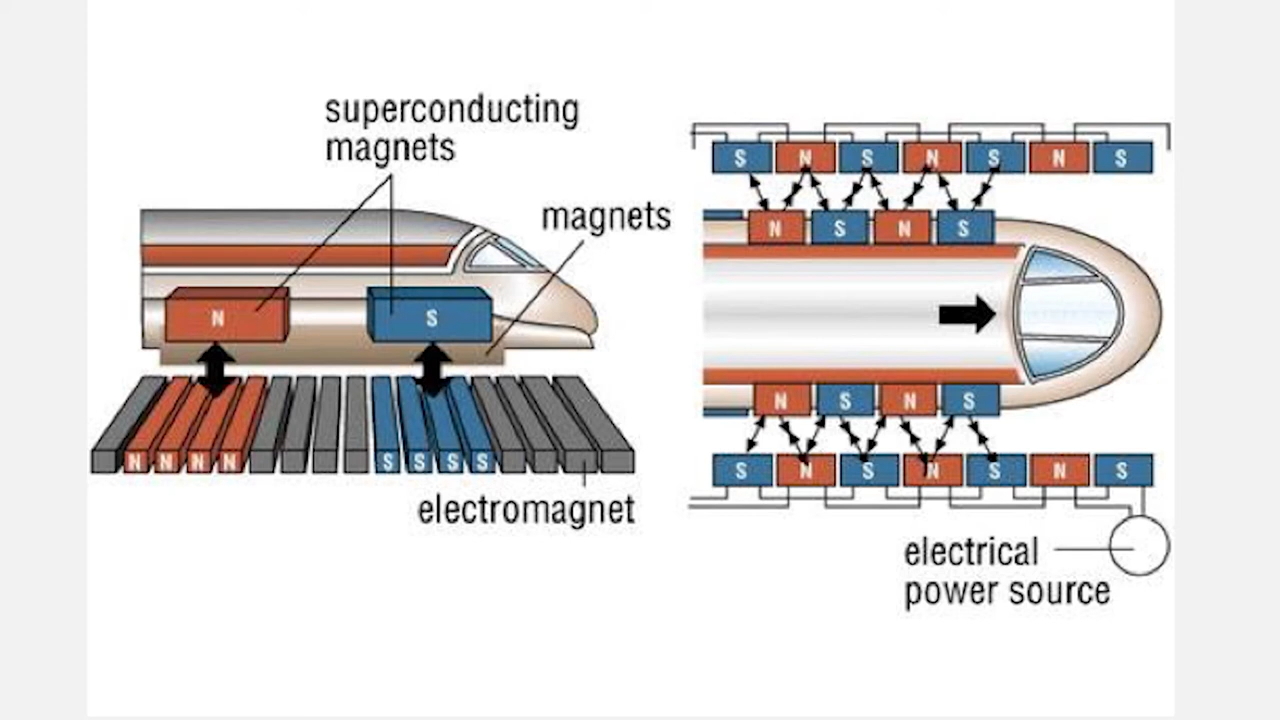 superconducting
magnets
magnets
N S
N N N N S S S S
electromagnet
S N S N S N S
N S N S
N S N S
S N S N S N S
electrical
power source